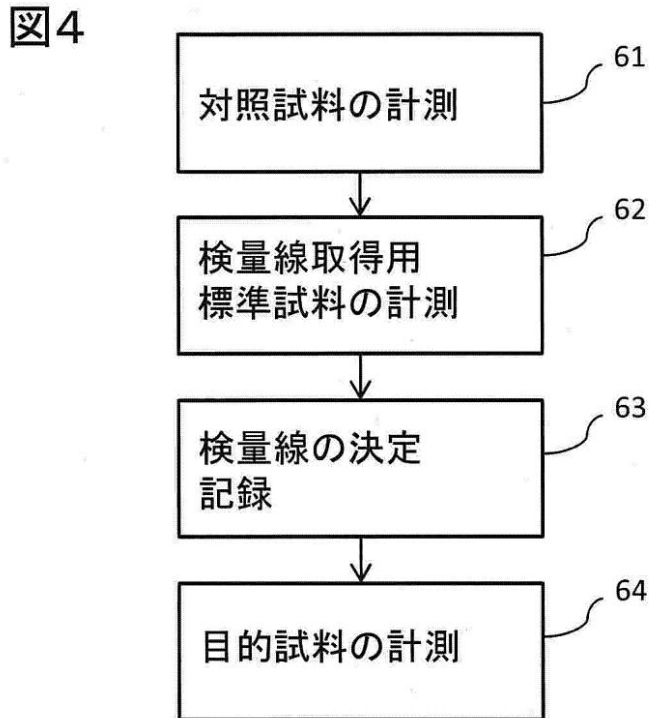 図4
対照試料の計測
61
検量線取得用
標準試料の計測
62
検量線の決定
記録
63
目的試料の計測
64